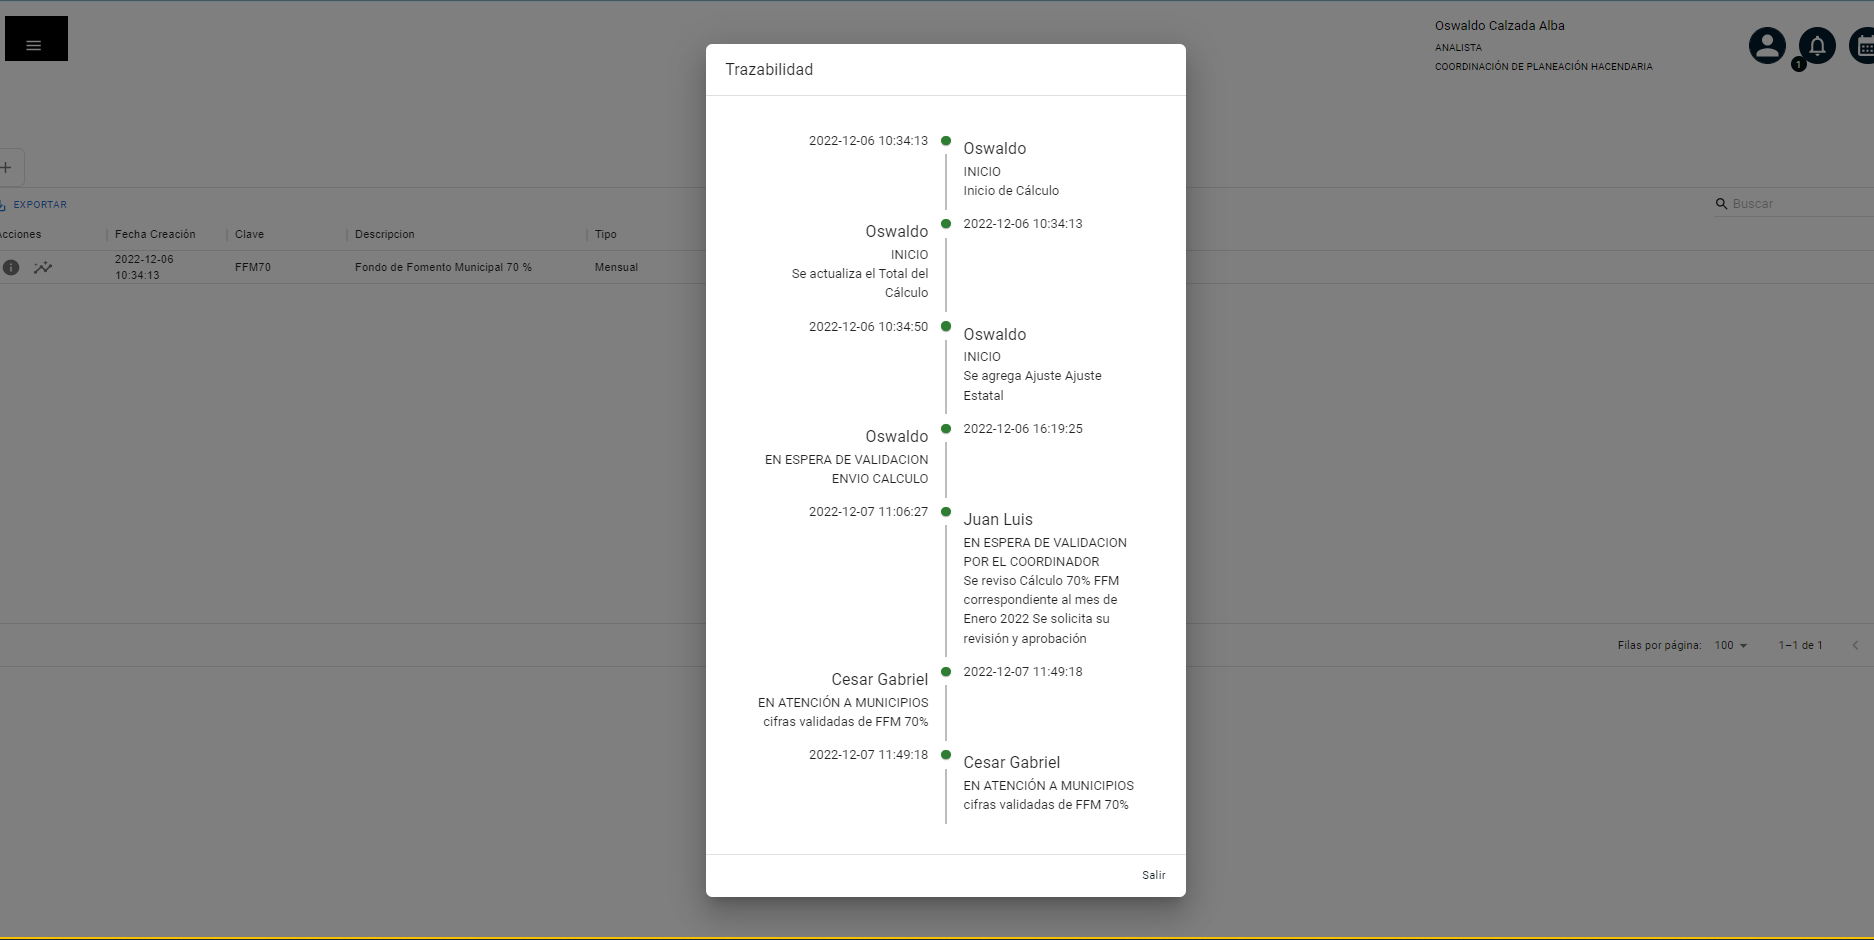 Oswaldo Calzada Alba
ANALISTA
COORDINACIÓN DE PLANEACIÓN HACENDARIA
1
EXPORTAR
Buscar
Fecha Creación
Clave
Descripcion
Tipo
2022-12-06
10:34:13
FFM70
Fondo de Fomento Municipal 70 %
Mensual
Filas por página:
100
1–1 de 1
Trazabilidad
2022-12-06 10:34:13
Oswaldo
INICIO
Inicio de Cálculo
2022-12-06 10:34:13
Oswaldo
INICIO
Se actualiza el Total del
Cálculo
2022-12-06 10:34:50
Oswaldo
INICIO
Se agrega Ajuste Ajuste
Estatal
2022-12-06 16:19:25
Oswaldo
EN ESPERA DE VALIDACION
ENVIO CALCULO
2022-12-07 11:06:27
Juan Luis
EN ESPERA DE VALIDACION
POR EL COORDINADOR
Se reviso Cálculo 70% FFM
correspondiente al mes de
Enero 2022 Se solicita su
revisión y aprobación
2022-12-07 11:49:18
Cesar Gabriel
EN ATENCIÓN A MUNICIPIOS
cifras validadas de FFM 70%
2022-12-07 11:49:18
Cesar Gabriel
EN ATENCIÓN A MUNICIPIOS
cifras validadas de FFM 70%
Salir